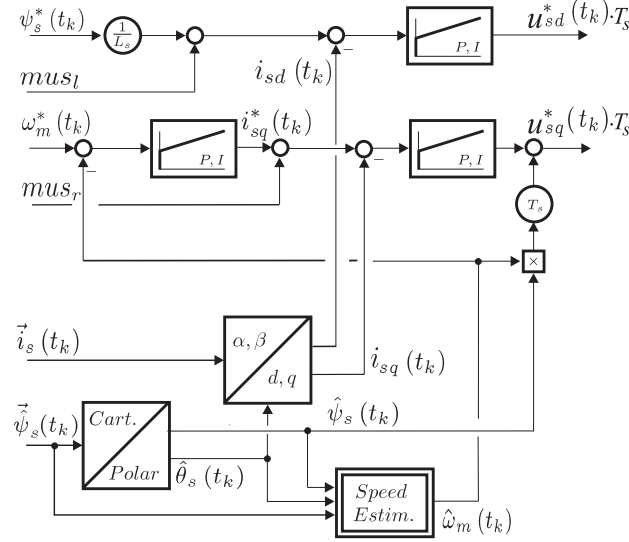 ψ*s (tk)
1/Ls
musl
isd (tk)
P, I
u*sd (tk)·Ts
ω*m (tk)
P, I
i*sq (tk)
P, I
u*sq (tk)·Ts
musr
Ts
×
i⃗s (tk)
α, β
d, q
isq (tk)
ψ̂⃗s (tk)
Cart.
Polar
ψ̂s (tk)
θ̂s (tk)
Speed
Estim.
ω̂m (tk)